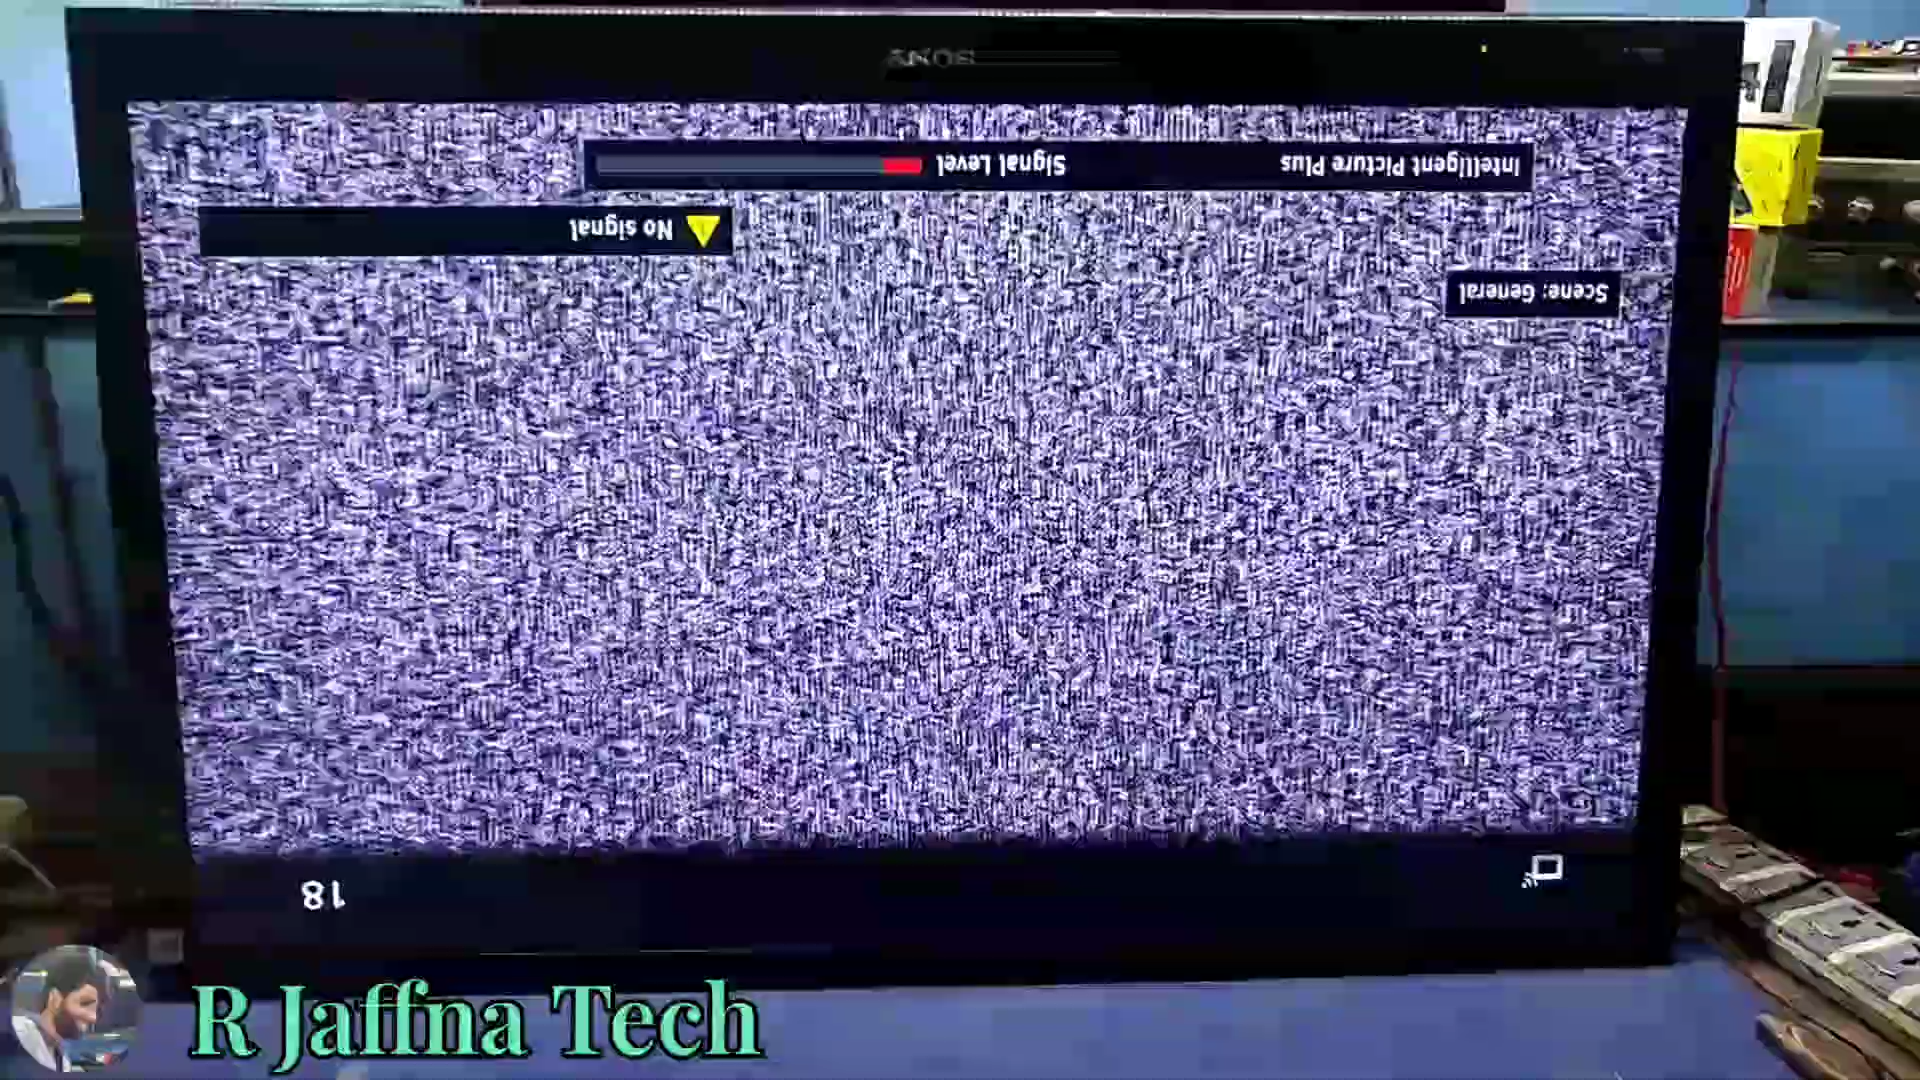 SONY
Intelligent Picture Plus
Signal Level
No signal
Scene: General
18
R Jaffna Tech